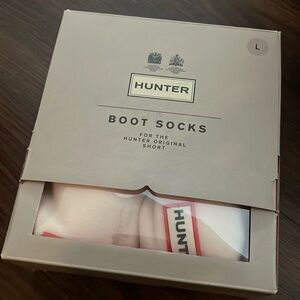 L
HUNTER
BOOT SOCKS
FOR THE
HUNTER ORIGINAL
SHORT
HUNT